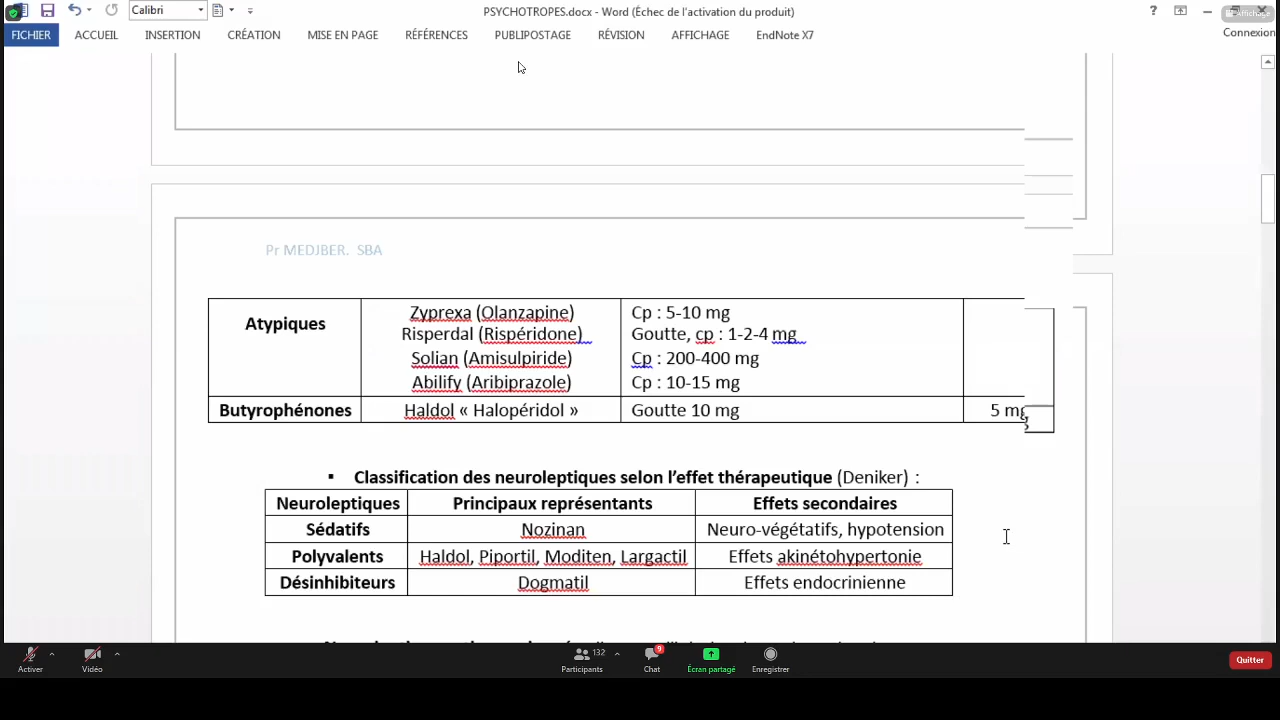 Calibri
PSYCHOTROPES.docx - Word (Échec de l'activation du produit)
?
Affichage
FICHIER ACCUEIL INSERTION CRÉATION MISE EN PAGE RÉFÉRENCES PUBLIPOSTAGE RÉVISION AFFICHAGE EndNote X7
Connexion
Pr MEDJBER. SBA
Atypiques
Zyprexa (Olanzapine)
Risperdal (Rispéridone)
Solian (Amisulpiride)
Abilify (Aribiprazole)
Cp : 5-10 mg
Goutte, cp : 1-2-4 mg
Cp : 200-400 mg
Cp : 10-15 mg
Butyrophénones Haldol « Halopéridol » Goutte 10 mg 5 mg
▪ Classification des neuroleptiques selon l'effet thérapeutique (Deniker) :
Neuroleptiques Principaux représentants Effets secondaires
Sédatifs Nozinan Neuro-végétatifs, hypotension
Polyvalents Haldol, Piportil, Moditen, Largactil Effets akinétohypertonie
Désinhibiteurs Dogmatil Effets endocrinienne
Activer Vidéo Participants 132 Chat 9 Écran partagé Enregistrer Quitter